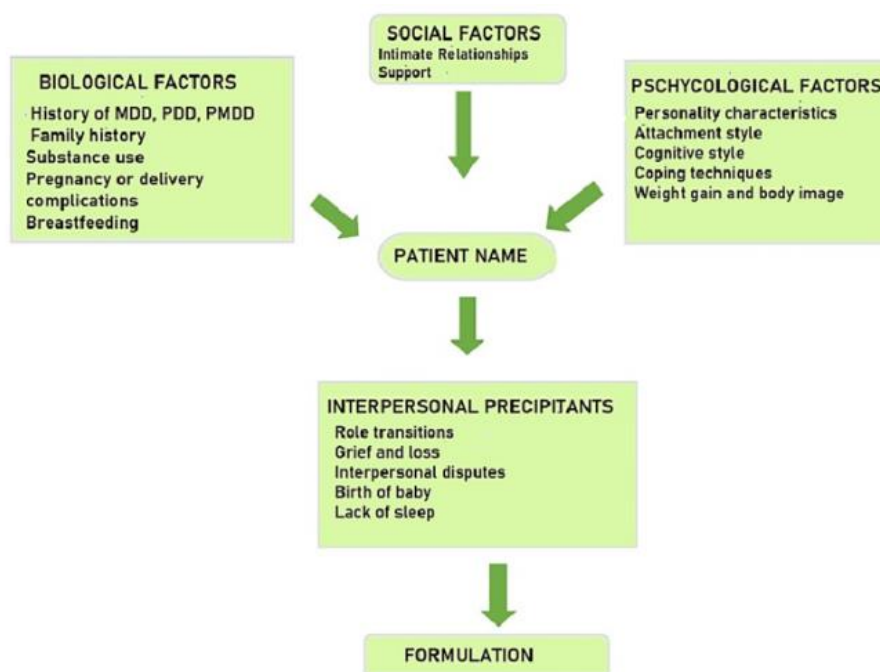 SOCIAL FACTORS
Intimate Relationships
Support
BIOLOGICAL FACTORS
History of MDD, PDD, PMDD
Family history
Substance use
Pregnancy or delivery
complications
Breastfeeding
PSCHYCOLOGICAL FACTORS
Personality characteristics
Attachment style
Cognitive style
Coping techniques
Weight gain and body image
PATIENT NAME
INTERPERSONAL PRECIPITANTS
Role transitions
Grief and loss
Interpersonal disputes
Birth of baby
Lack of sleep
FORMULATION